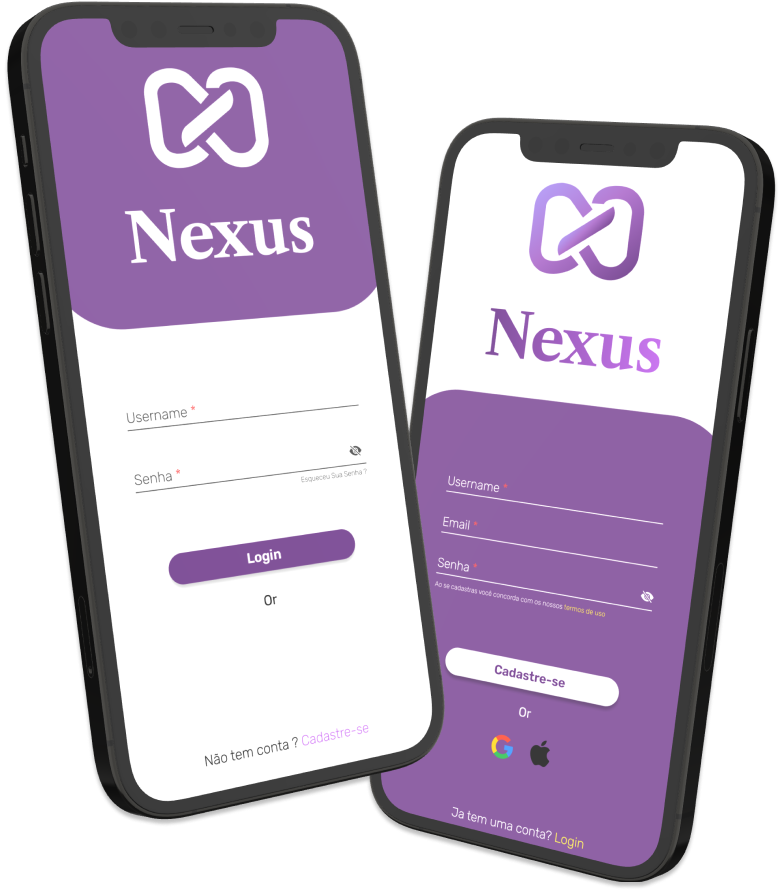 Nexus
Username *
Senha *
Esqueceu Sua Senha ?
Login
Or
Não tem conta ? Cadastre-se
Nexus
Username *
Email *
Senha *
Ao se cadastras você concorda com os nossos termos de uso
Cadastre-se
Or
Ja tem uma conta? Login